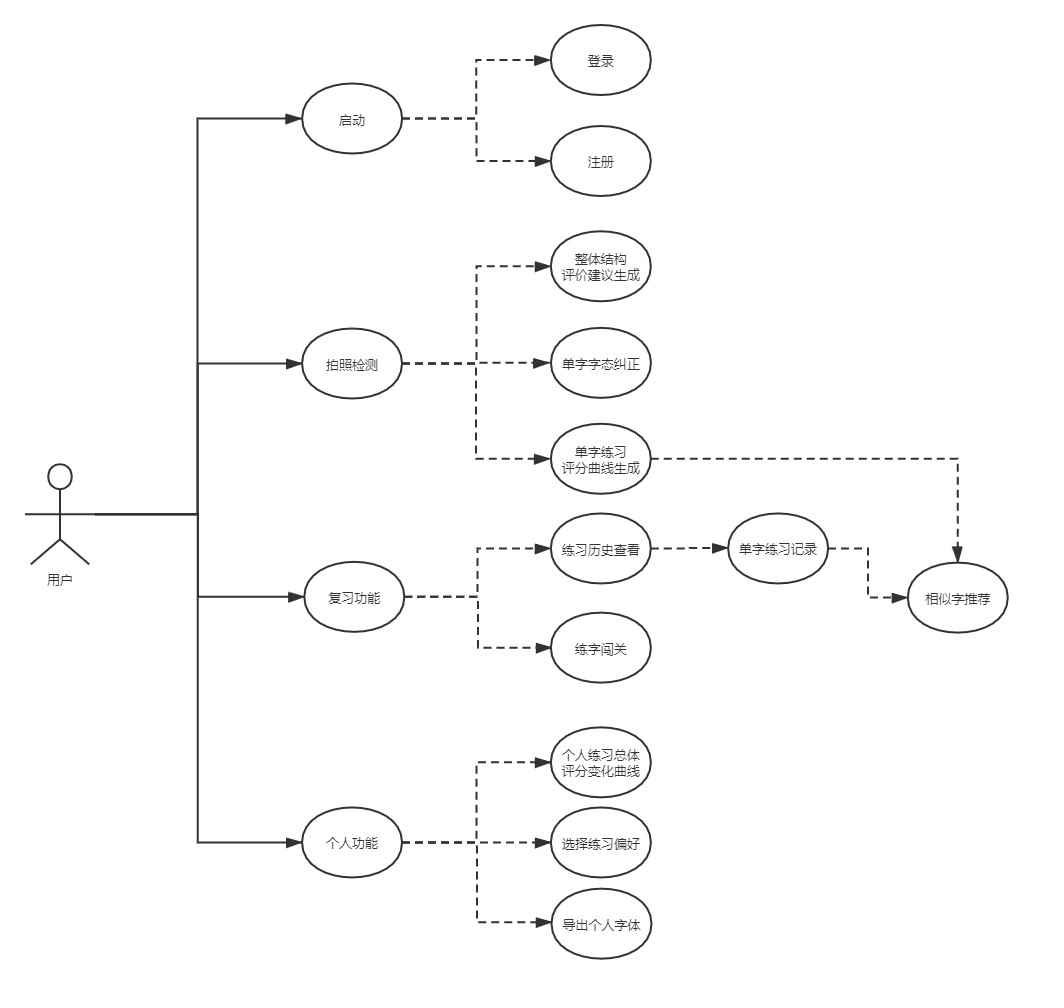 登录
启动
注册
整体结构
评价建议生成
拍照检测
单字字态纠正
单字练习
评分曲线生成
用户
练习历史查看
单字练习记录
复习功能
相似字推荐
练字闯关
个人练习总体
评分变化曲线
个人功能
选择练习偏好
导出个人字体